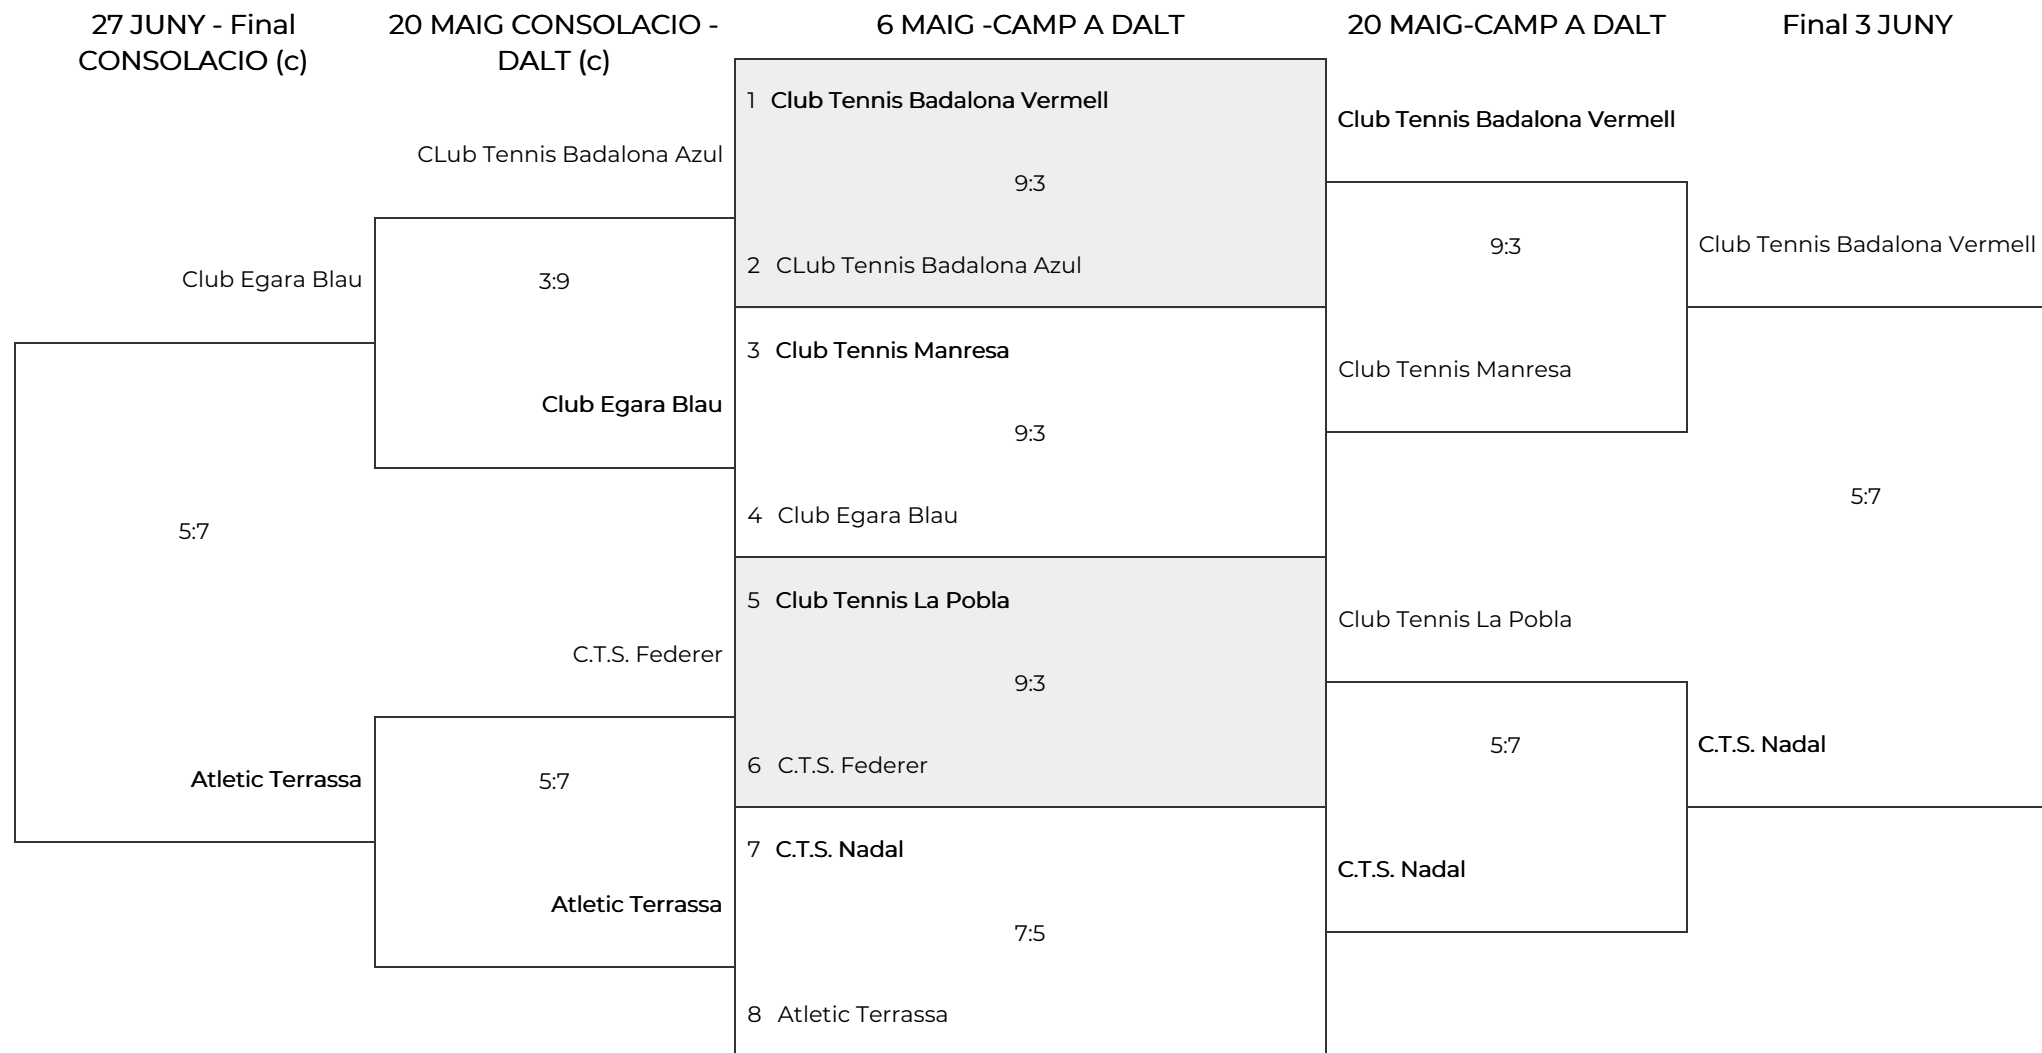 27 JUNY - Final
CONSOLACIO (c)
20 MAIG CONSOLACIO -
DALT (c)
6 MAIG -CAMP A DALT
20 MAIG-CAMP A DALT
Final 3 JUNY
Club Egara Blau
5:7
Atletic Terrassa
CLub Tennis Badalona Azul
3:9
Club Egara Blau
C.T.S. Federer
5:7
Atletic Terrassa
1 Club Tennis Badalona Vermell
9:3
2 CLub Tennis Badalona Azul
3 Club Tennis Manresa
9:3
4 Club Egara Blau
5 Club Tennis La Pobla
9:3
6 C.T.S. Federer
7 C.T.S. Nadal
7:5
8 Atletic Terrassa
Club Tennis Badalona Vermell
9:3
Club Tennis Manresa
Club Tennis La Pobla
5:7
C.T.S. Nadal
Club Tennis Badalona Vermell
5:7
C.T.S. Nadal